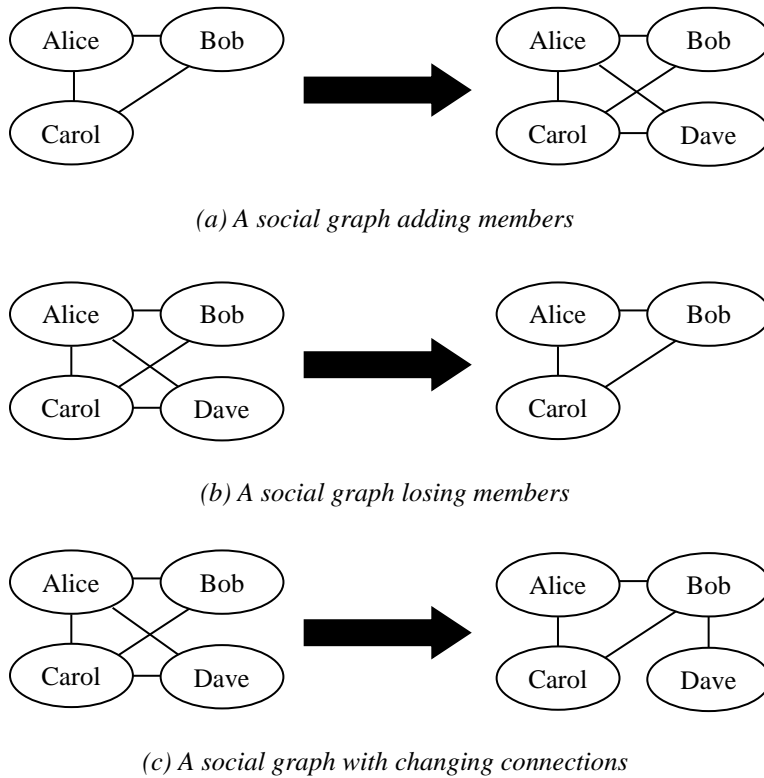 Alice Bob Alice Bob
Carol Carol Dave
(a) A social graph adding members
Alice Bob Alice Bob
Carol Dave Carol
(b) A social graph losing members
Alice Bob Alice Bob
Carol Dave Carol Dave
(c) A social graph with changing connections